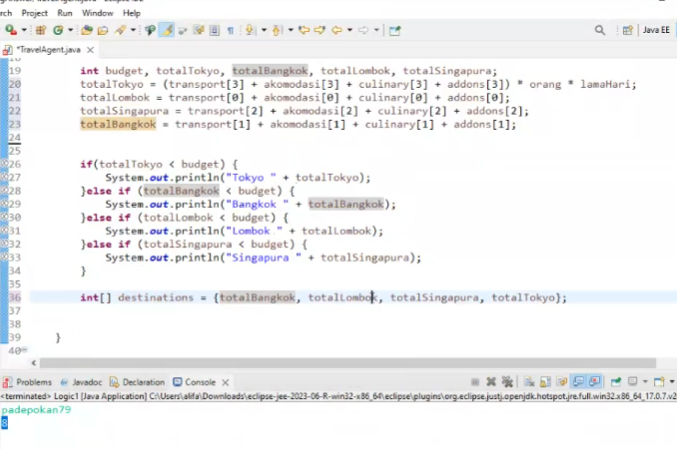 rch Project Run Window Help
Java EE
*TravelAgent.java
19 int budget, totalTokyo, totalBangkok, totalLombok, totalSingapura;
20 totalTokyo = (transport[3] + akomodasi[3] + culinary[3] + addons[3]) * orang * lamaHari;
21 totalLombok = transport[0] + akomodasi[0] + culinary[0] + addons[0];
22 totalSingapura = transport[2] + akomodasi[2] + culinary[2] + addons[2];
23 totalBangkok = transport[1] + akomodasi[1] + culinary[1] + addons[1];
24
25
26 if(totalTokyo < budget) {
27 System.out.println("Tokyo " + totalTokyo);
28 }else if (totalBangkok < budget) {
29 System.out.println("Bangkok " + totalBangkok);
30 }else if (totalLombok < budget) {
31 System.out.println("Lombok " + totalLombok);
32 }else if (totalSingapura < budget) {
33 System.out.println("Singapura " + totalSingapura);
34 }
35
36 int[] destinations = {totalBangkok, totalLombok, totalSingapura, totalTokyo};
37
38
39 }
40
Problems Javadoc Declaration Console
<terminated> Logic1 [Java Application] C:\Users\alifa\Downloads\eclipse-jee-2023-06-R-win32-x86_64\eclipse\plugins\org.eclipse.justj.openjdk.hotspot.jre.full.win32.x86_64_17.0.7.v2
padepokan79
8